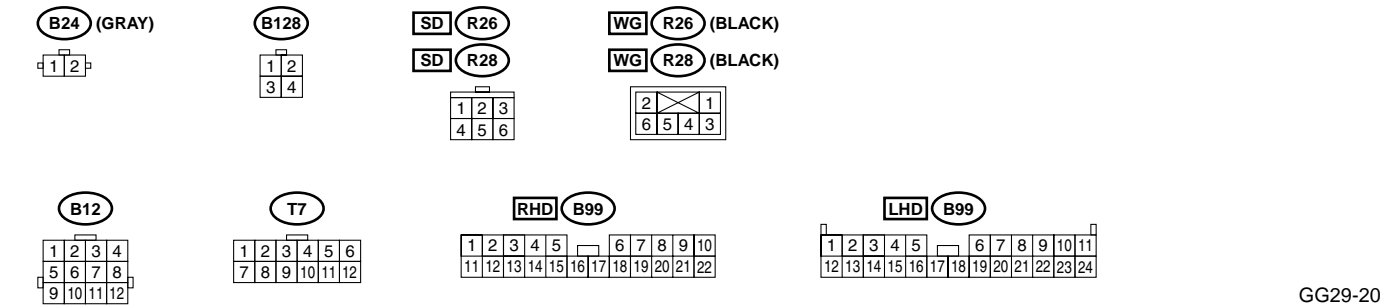 B24 (GRAY) B128 SD R26 WG R26 (BLACK)
SD R28 WG R28 (BLACK)
1 2
1 2
3 4
1 2 3
4 5 6
2 1
6 5 4 3
B12 T7 RHD B99 LHD B99
1 2 3 4
5 6 7 8
9 10 11 12
1 2 3 4 5 6
7 8 9 10 11 12
1 2 3 4 5 6 7 8 9 10
11 12 13 14 15 16 17 18 19 20 21 22
1 2 3 4 5 6 7 8 9 10 11
12 13 14 15 16 17 18 19 20 21 22 23 24
GG29-20